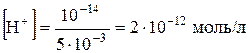 [H⁺] = 10⁻¹⁴ / 5·10⁻³ = 2·10⁻¹² моль/л